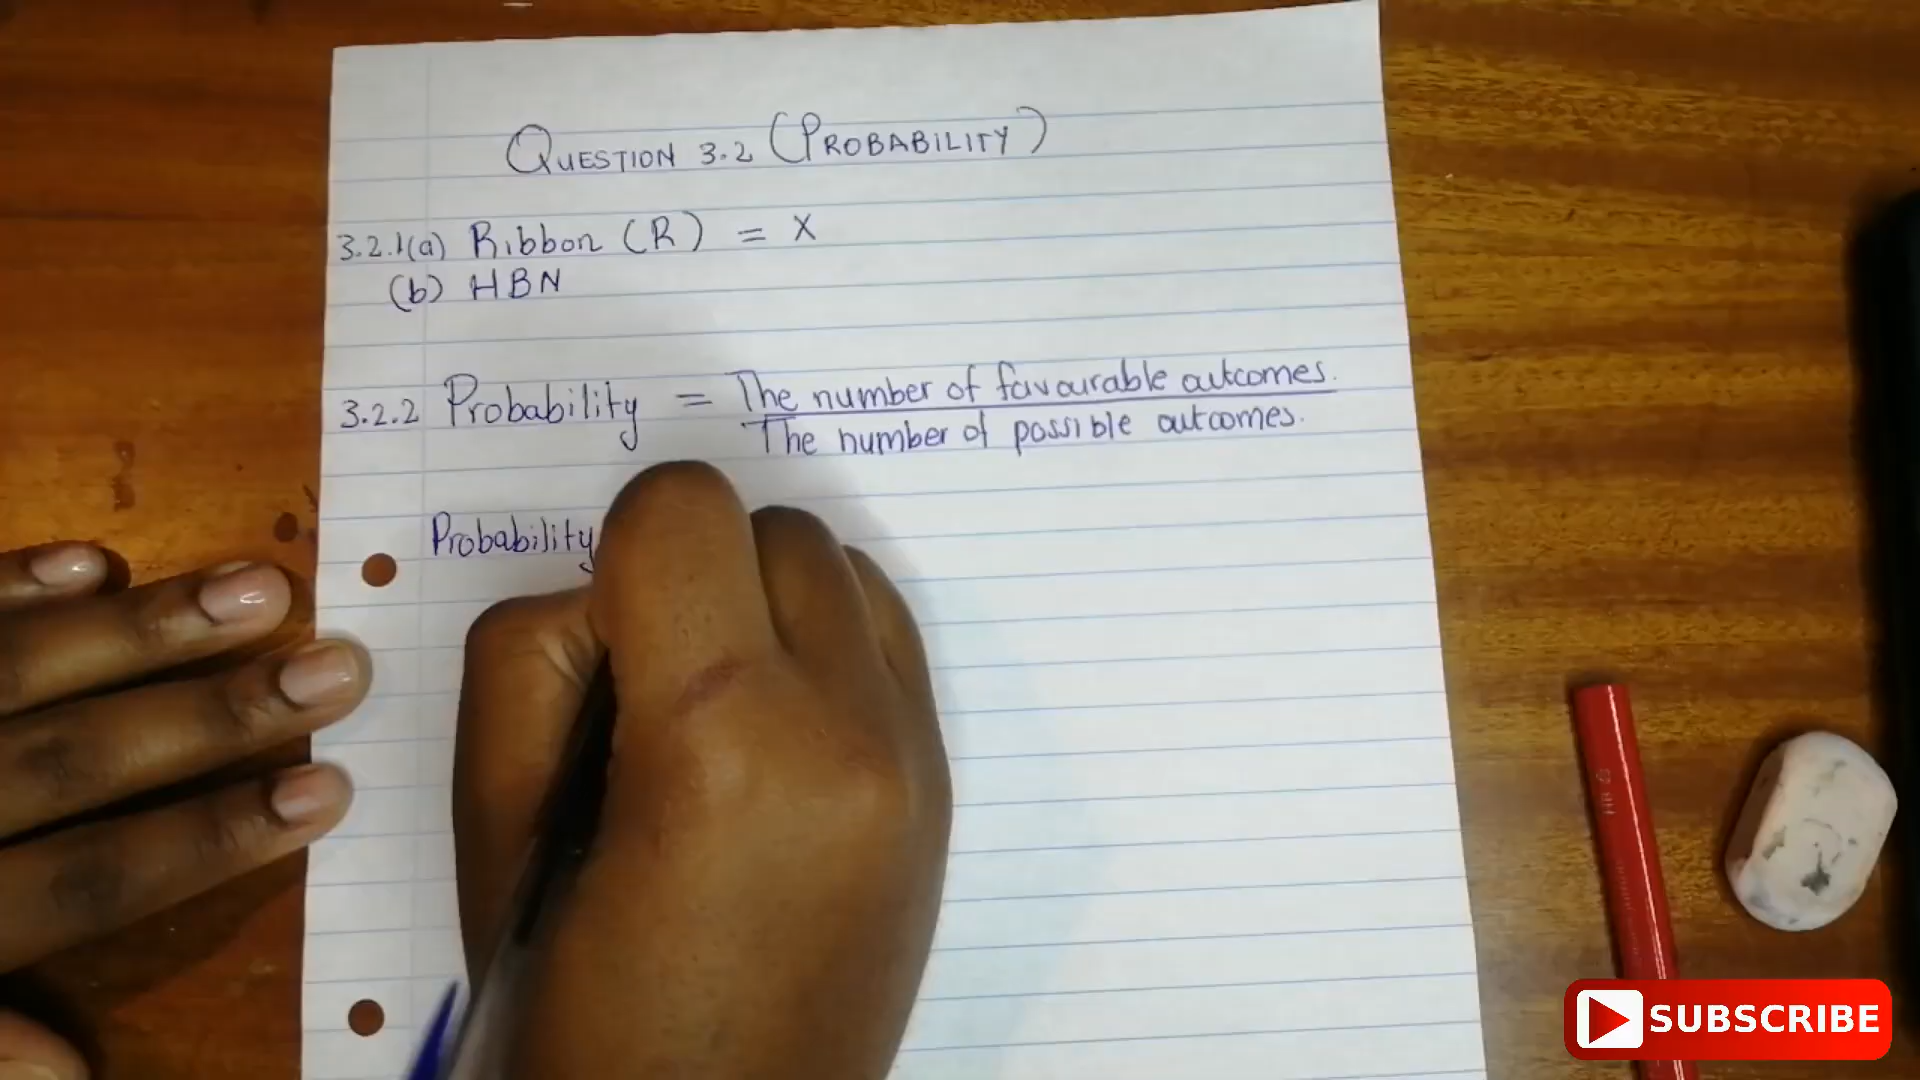 QUESTION 3.2 (PROBABILITY)
3.2.1(a) Ribbon (R) = X
(b) HBN
3.2.2 Probability = The number of favourable outcomes.
The number of possible outcomes.
Probability
HB
SUBSCRIBE